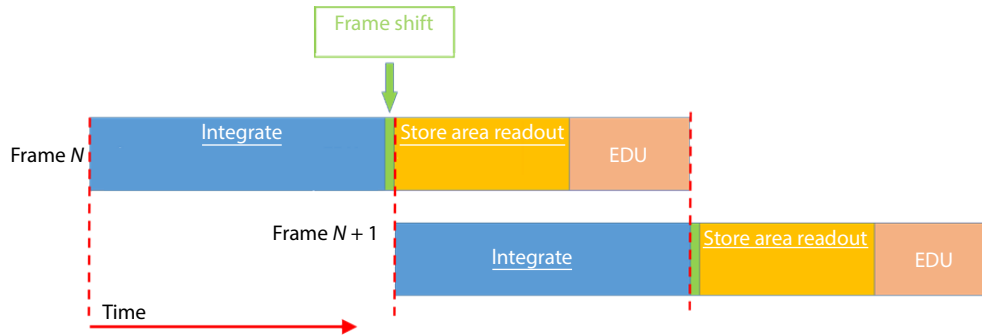 Frame shift
Integrate
Store area readout
Frame N
EDU
Frame N + 1
Store area readout
Integrate
EDU
Time